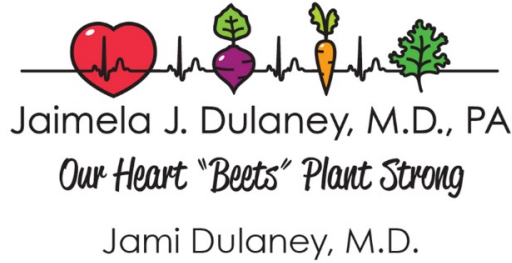 Jaimela J. Dulaney, M.D., PA
Our Heart "Beets" Plant Strong
Jami Dulaney, M.D.